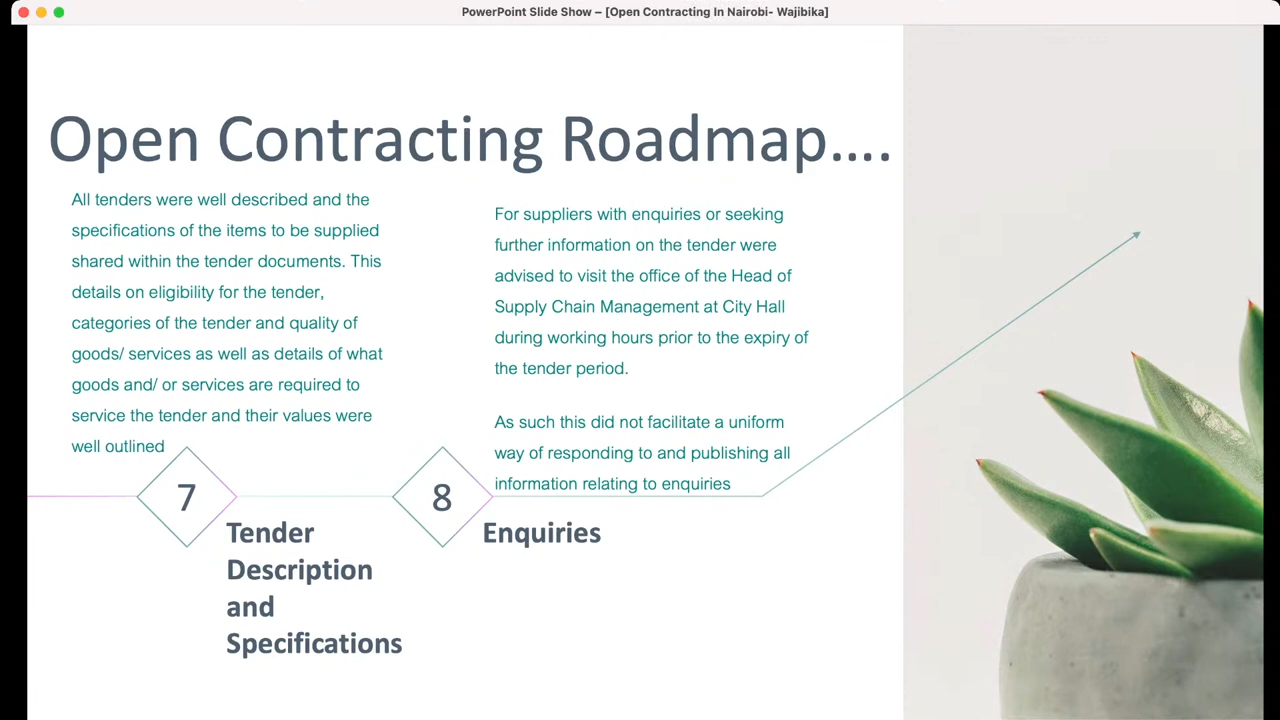 PowerPoint Slide Show – [Open Contracting In Nairobi- Wajibika]
Open Contracting Roadmap....
All tenders were well described and the
specifications of the items to be supplied
shared within the tender documents. This
details on eligibility for the tender,
categories of the tender and quality of
goods/ services as well as details of what
goods and/ or services are required to
service the tender and their values were
well outlined
7
Tender
Description
and
Specifications
For suppliers with enquiries or seeking
further information on the tender were
advised to visit the office of the Head of
Supply Chain Management at City Hall
during working hours prior to the expiry of
the tender period.
As such this did not facilitate a uniform
way of responding to and publishing all
information relating to enquiries
8
Enquiries